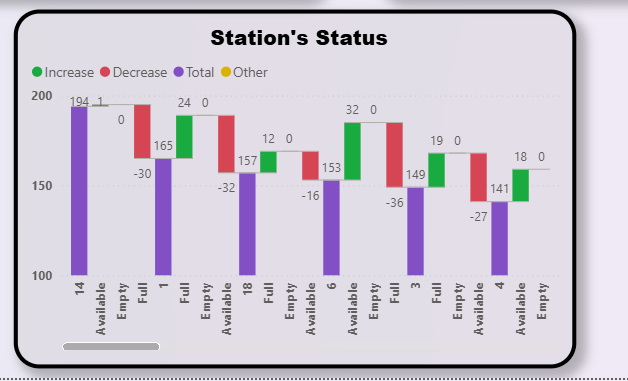 Station's Status
Increase Decrease Total Other
200
150
100
194 1 0 -30 165 24 0 -32 157 12 0 -16 153 32 0 -36 149 19 0 -27 141 18 0
14 Available Empty Full 1 Full Empty Available 18 Full Empty Available 6 Available Empty Full 3 Full Empty Available 4 Available Empty